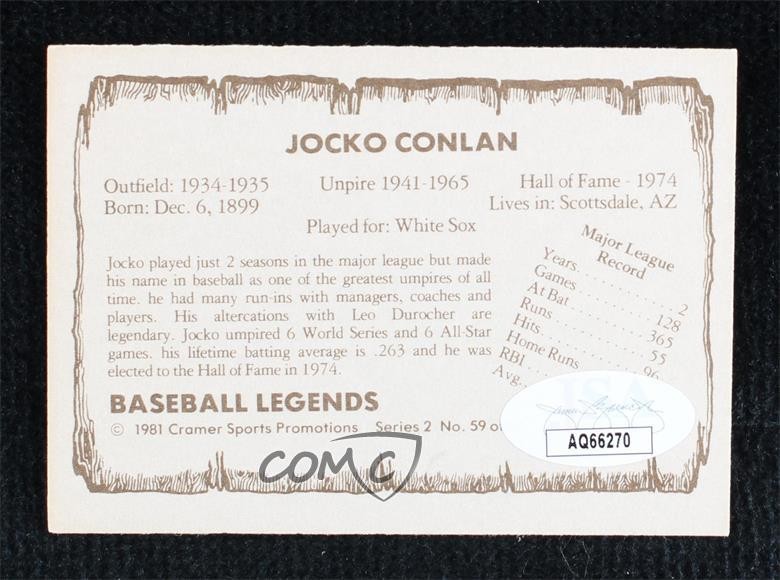 JOCKO CONLAN
Outfield: 1934-1935 Unpire 1941-1965 Hall of Fame - 1974
Born: Dec. 6, 1899 Lives in: Scottsdale, AZ
Played for: White Sox
Jocko played just 2 seasons in the major league but made
his name in baseball as one of the greatest umpires of all
time. he had many run-ins with managers, coaches and
players. His altercations with Leo Durocher are
legendary. Jocko umpired 6 World Series and 6 All-Star
games. his lifetime batting average is .263 and he was
elected to the Hall of Fame in 1974.
Major League
Record
Years. . . . . . . . . . 2
Games . . . . . . . . . 128
At Bat . . . . . . . . . 365
Runs . . . . . . . . . . 55
Hits. . . . . . . . . . . 96
Home Runs
RBI
Avg.
BASEBALL LEGENDS
© 1981 Cramer Sports Promotions Series 2 No. 59 of
JSA
AQ66270
COMC